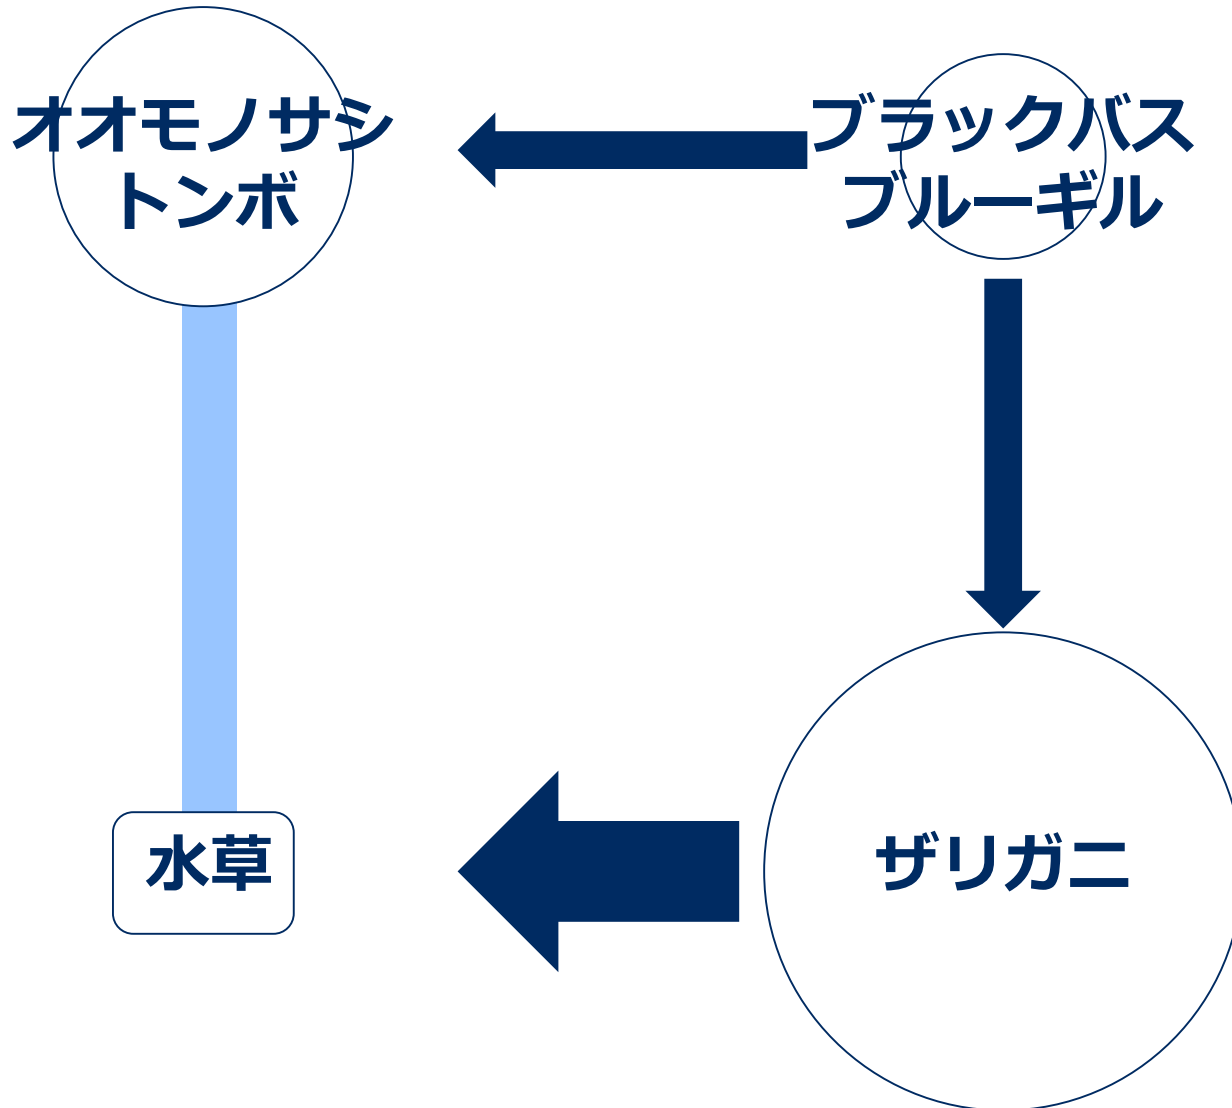 オオモノサシ
トンボ
ブラックバス
ブルーギル
水草
ザリガニ